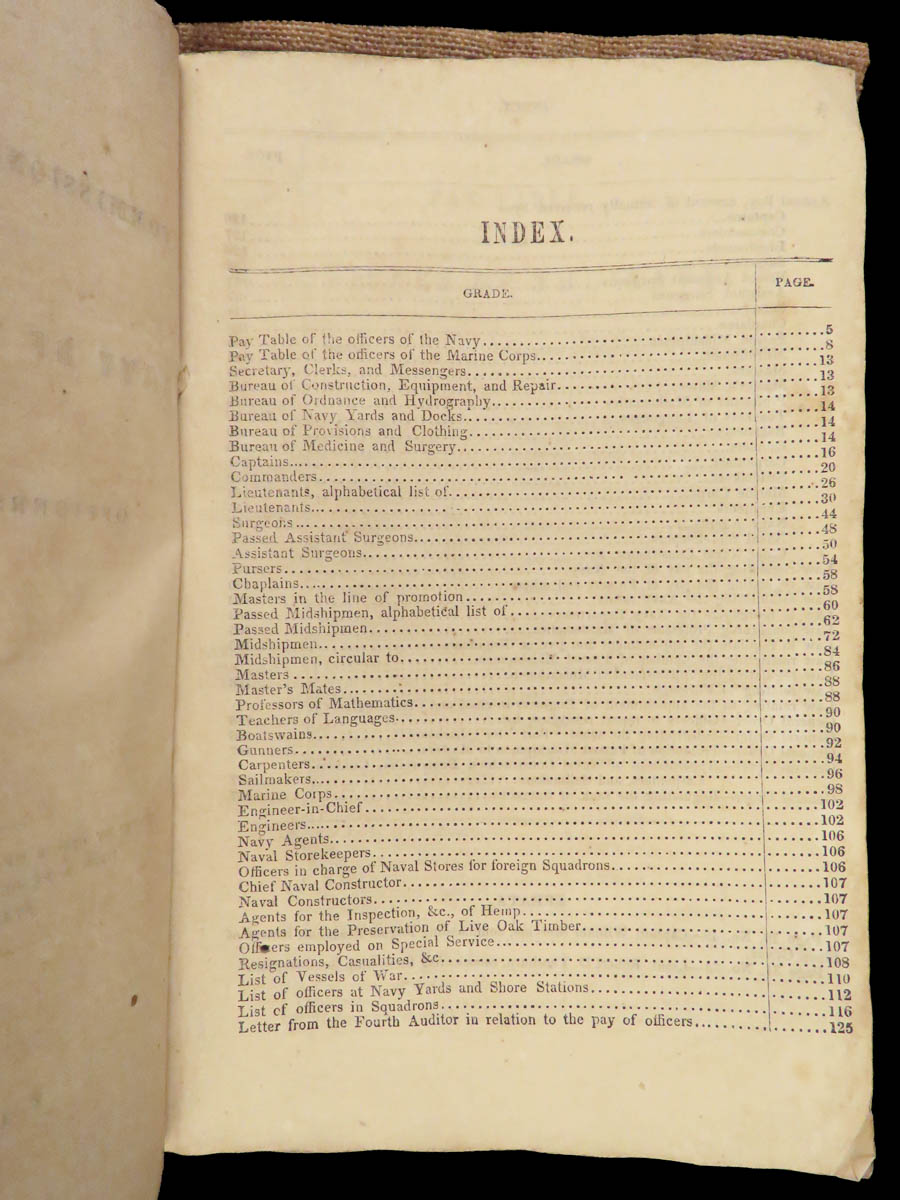 INDEX.
GRADE. PAGE.
Pay Table of the officers of the Navy 5
Pay Table of the officers of the Marine Corps 8
Secretary, Clerks, and Messengers 13
Bureau of Construction, Equipment, and Repair 13
Bureau of Ordnance and Hydrography 13
Bureau of Navy Yards and Docks 14
Bureau of Provisions and Clothing 14
Bureau of Medicine and Surgery 14
Captains 16
Commanders 20
Lieutenants, alphabetical list of 26
Lieutenants 30
Surgeons 44
Passed Assistant Surgeons 48
Assistant Surgeons 50
Pursers 54
Chaplains 58
Masters in the line of promotion 58
Passed Midshipmen, alphabetical list of 60
Passed Midshipmen 62
Midshipmen 72
Midshipmen, circular to 84
Masters 86
Master's Mates 88
Professors of Mathematics 88
Teachers of Languages 90
Boatswains 90
Gunners 92
Carpenters 94
Sailmakers 96
Marine Corps 98
Engineer-in-Chief 102
Engineers 102
Navy Agents 106
Naval Storekeepers 106
Officers in charge of Naval Stores for foreign Squadrons 106
Chief Naval Constructor 107
Naval Constructors 107
Agents for the Inspection, &c., of Hemp 107
Agents for the Preservation of Live Oak Timber 107
Officers employed on Special Service 107
Resignations, Casualities, &c 108
List of Vessels of War 110
List of officers at Navy Yards and Shore Stations 112
List of officers in Squadrons 116
Letter from the Fourth Auditor in relation to the pay of officers 125